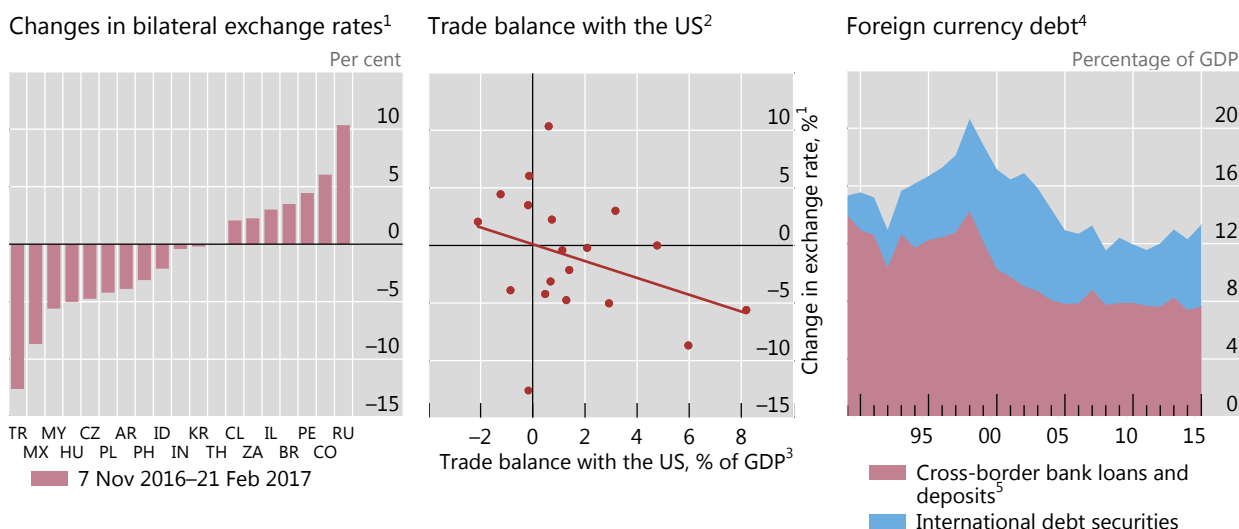 Changes in bilateral exchange rates1
Per cent
10
5
0
–5
–10
–15
TR MY CZ AR ID KR CL IL PE RU
MX HU PL PH IN TH ZA BR CO
7 Nov 2016–21 Feb 2017
Trade balance with the US2
10
5
0
–5
–10
–15
Change in exchange rate, %1
–2 0 2 4 6 8
Trade balance with the US, % of GDP3
Foreign currency debt4
Percentage of GDP
20
16
12
8
4
0
95 00 05 10 15
Cross-border bank loans and
deposits5
International debt securities